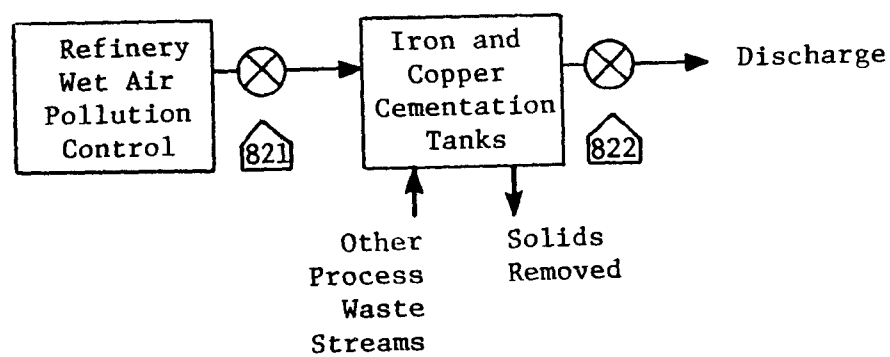 Refinery
Wet Air
Pollution
Control
821
Iron and
Copper
Cementation
Tanks
822
Discharge
Other
Process
Waste
Streams
Solids
Removed